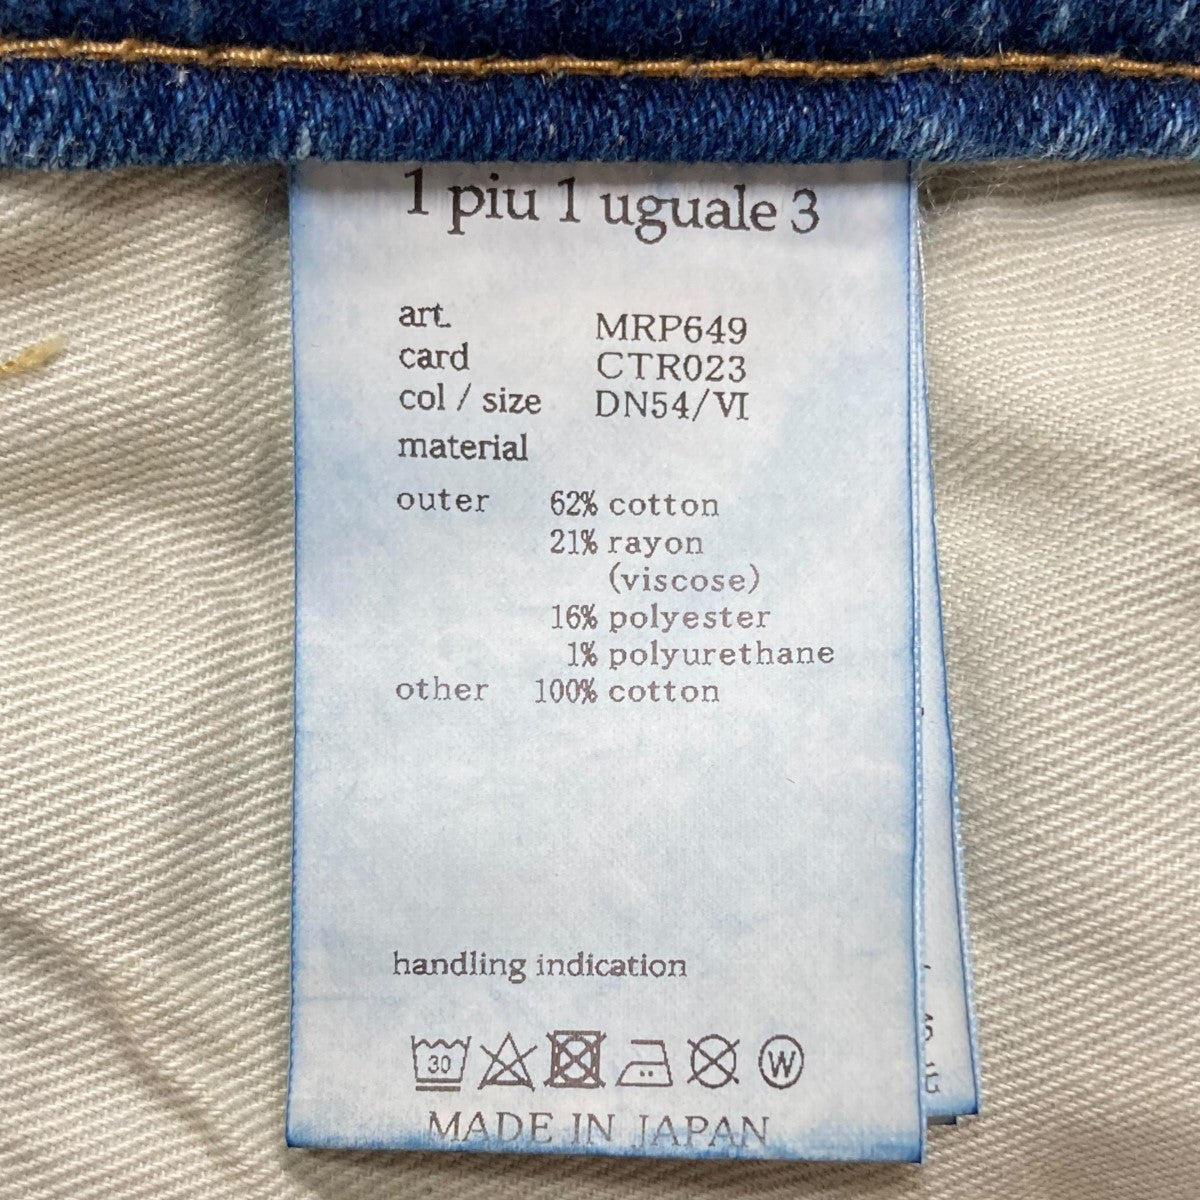 1 piu 1 uguale 3
art. MRP649
card CTR023
col / size DN54/VI
material
outer 62% cotton
21% rayon
(viscose)
16% polyester
1% polyurethane
other 100% cotton
handling indication
30 W
MADE IN JAPAN